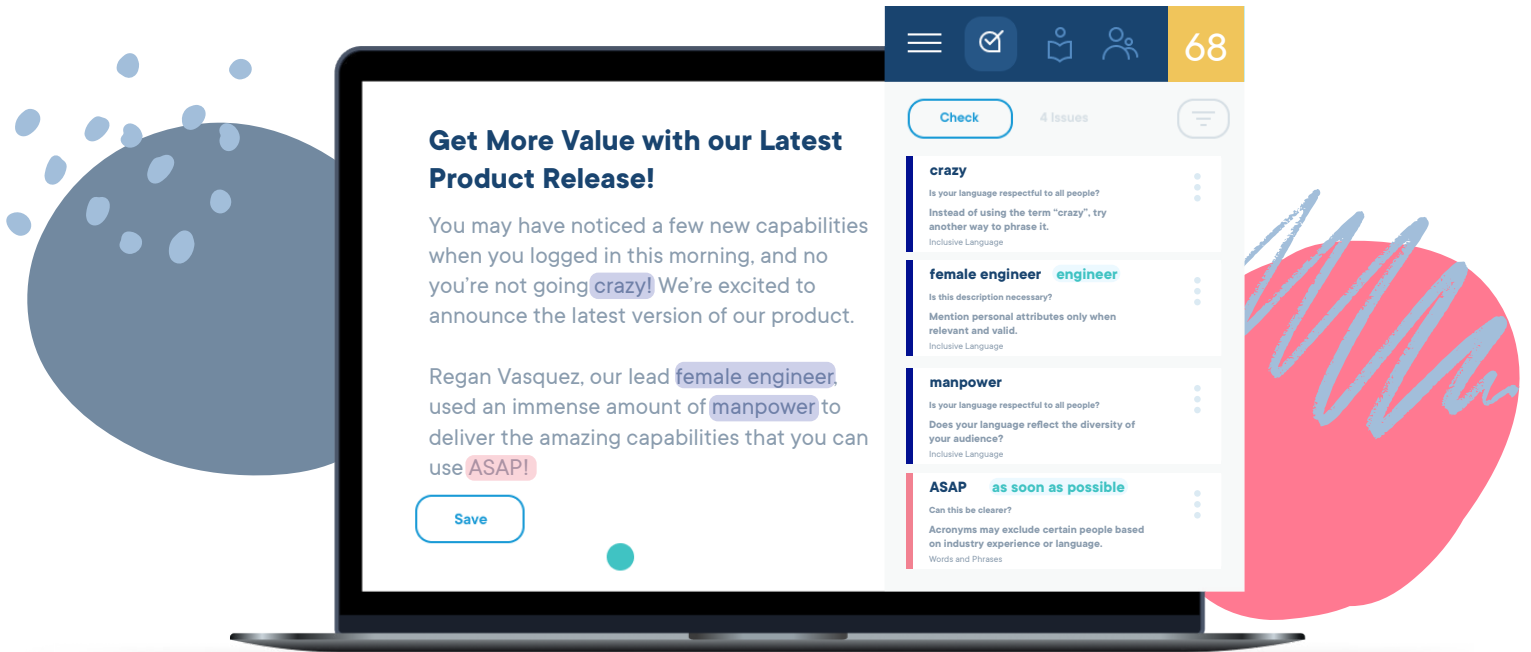 68
Get More Value with our Latest
Product Release!
You may have noticed a few new capabilities
when you logged in this morning, and no
you're not going crazy! We're excited to
announce the latest version of our product.
Regan Vasquez, our lead female engineer,
used an immense amount of manpower to
deliver the amazing capabilities that you can
use ASAP!
Save
Check 4 Issues
crazy
Is your language respectful to all people?
Instead of using the term “crazy”, try
another way to phrase it.
Inclusive Language
female engineer engineer
Is this description necessary?
Mention personal attributes only when
relevant and valid.
Inclusive Language
manpower
Is your language respectful to all people?
Does your language reflect the diversity of
your audience?
Inclusive Language
ASAP as soon as possible
Can this be clearer?
Acronyms may exclude certain people based
on industry experience or language.
Words and Phrases